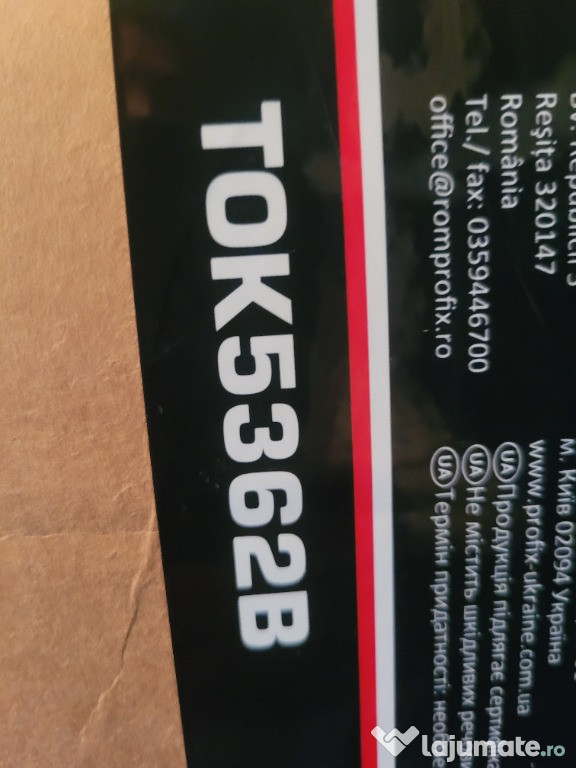 TOK5362B
Reșița 320147
România
Tel./ fax: 0359446700
office@romprofix.ro
м. Київ 02094 Україна
www.profix-ukraine.com.ua
UA Продукція підлягає
UA Не містить шкідливих
UA Термін придатності:
lajumate.ro